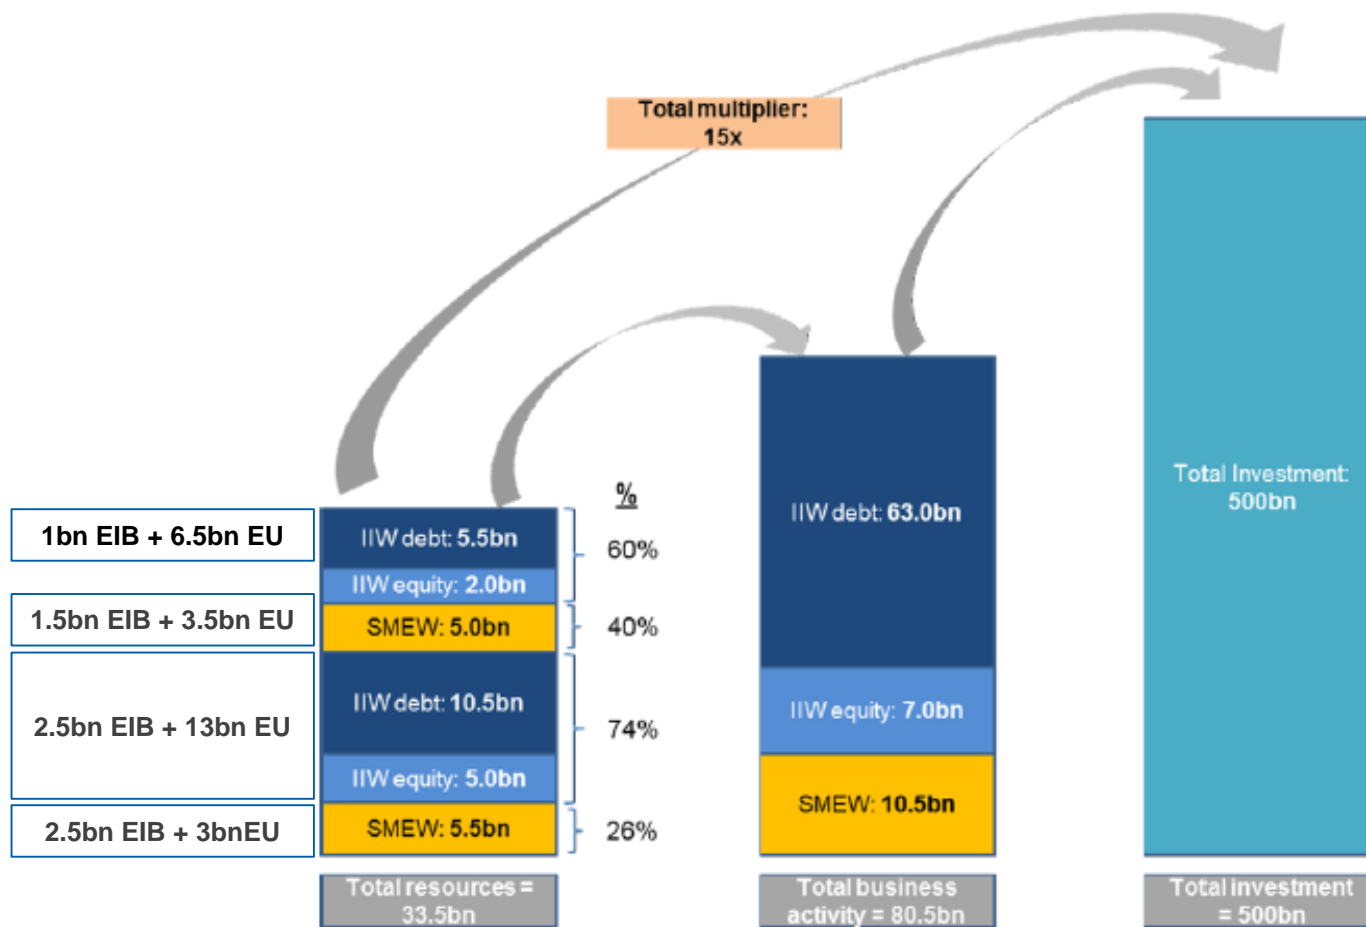 Total multiplier:
15x
%
1bn EIB + 6.5bn EU
IIW debt: 5.5bn
60%
IIW equity: 2.0bn
1.5bn EIB + 3.5bn EU
SMEW: 5.0bn
40%
2.5bn EIB + 13bn EU
IIW debt: 10.5bn
74%
IIW equity: 5.0bn
2.5bn EIB + 3bnEU
SMEW: 5.5bn
26%
Total resources =
33.5bn
IIW debt: 63.0bn
IIW equity: 7.0bn
SMEW: 10.5bn
Total business
activity = 80.5bn
Total Investment:
500bn
Total investment
= 500bn